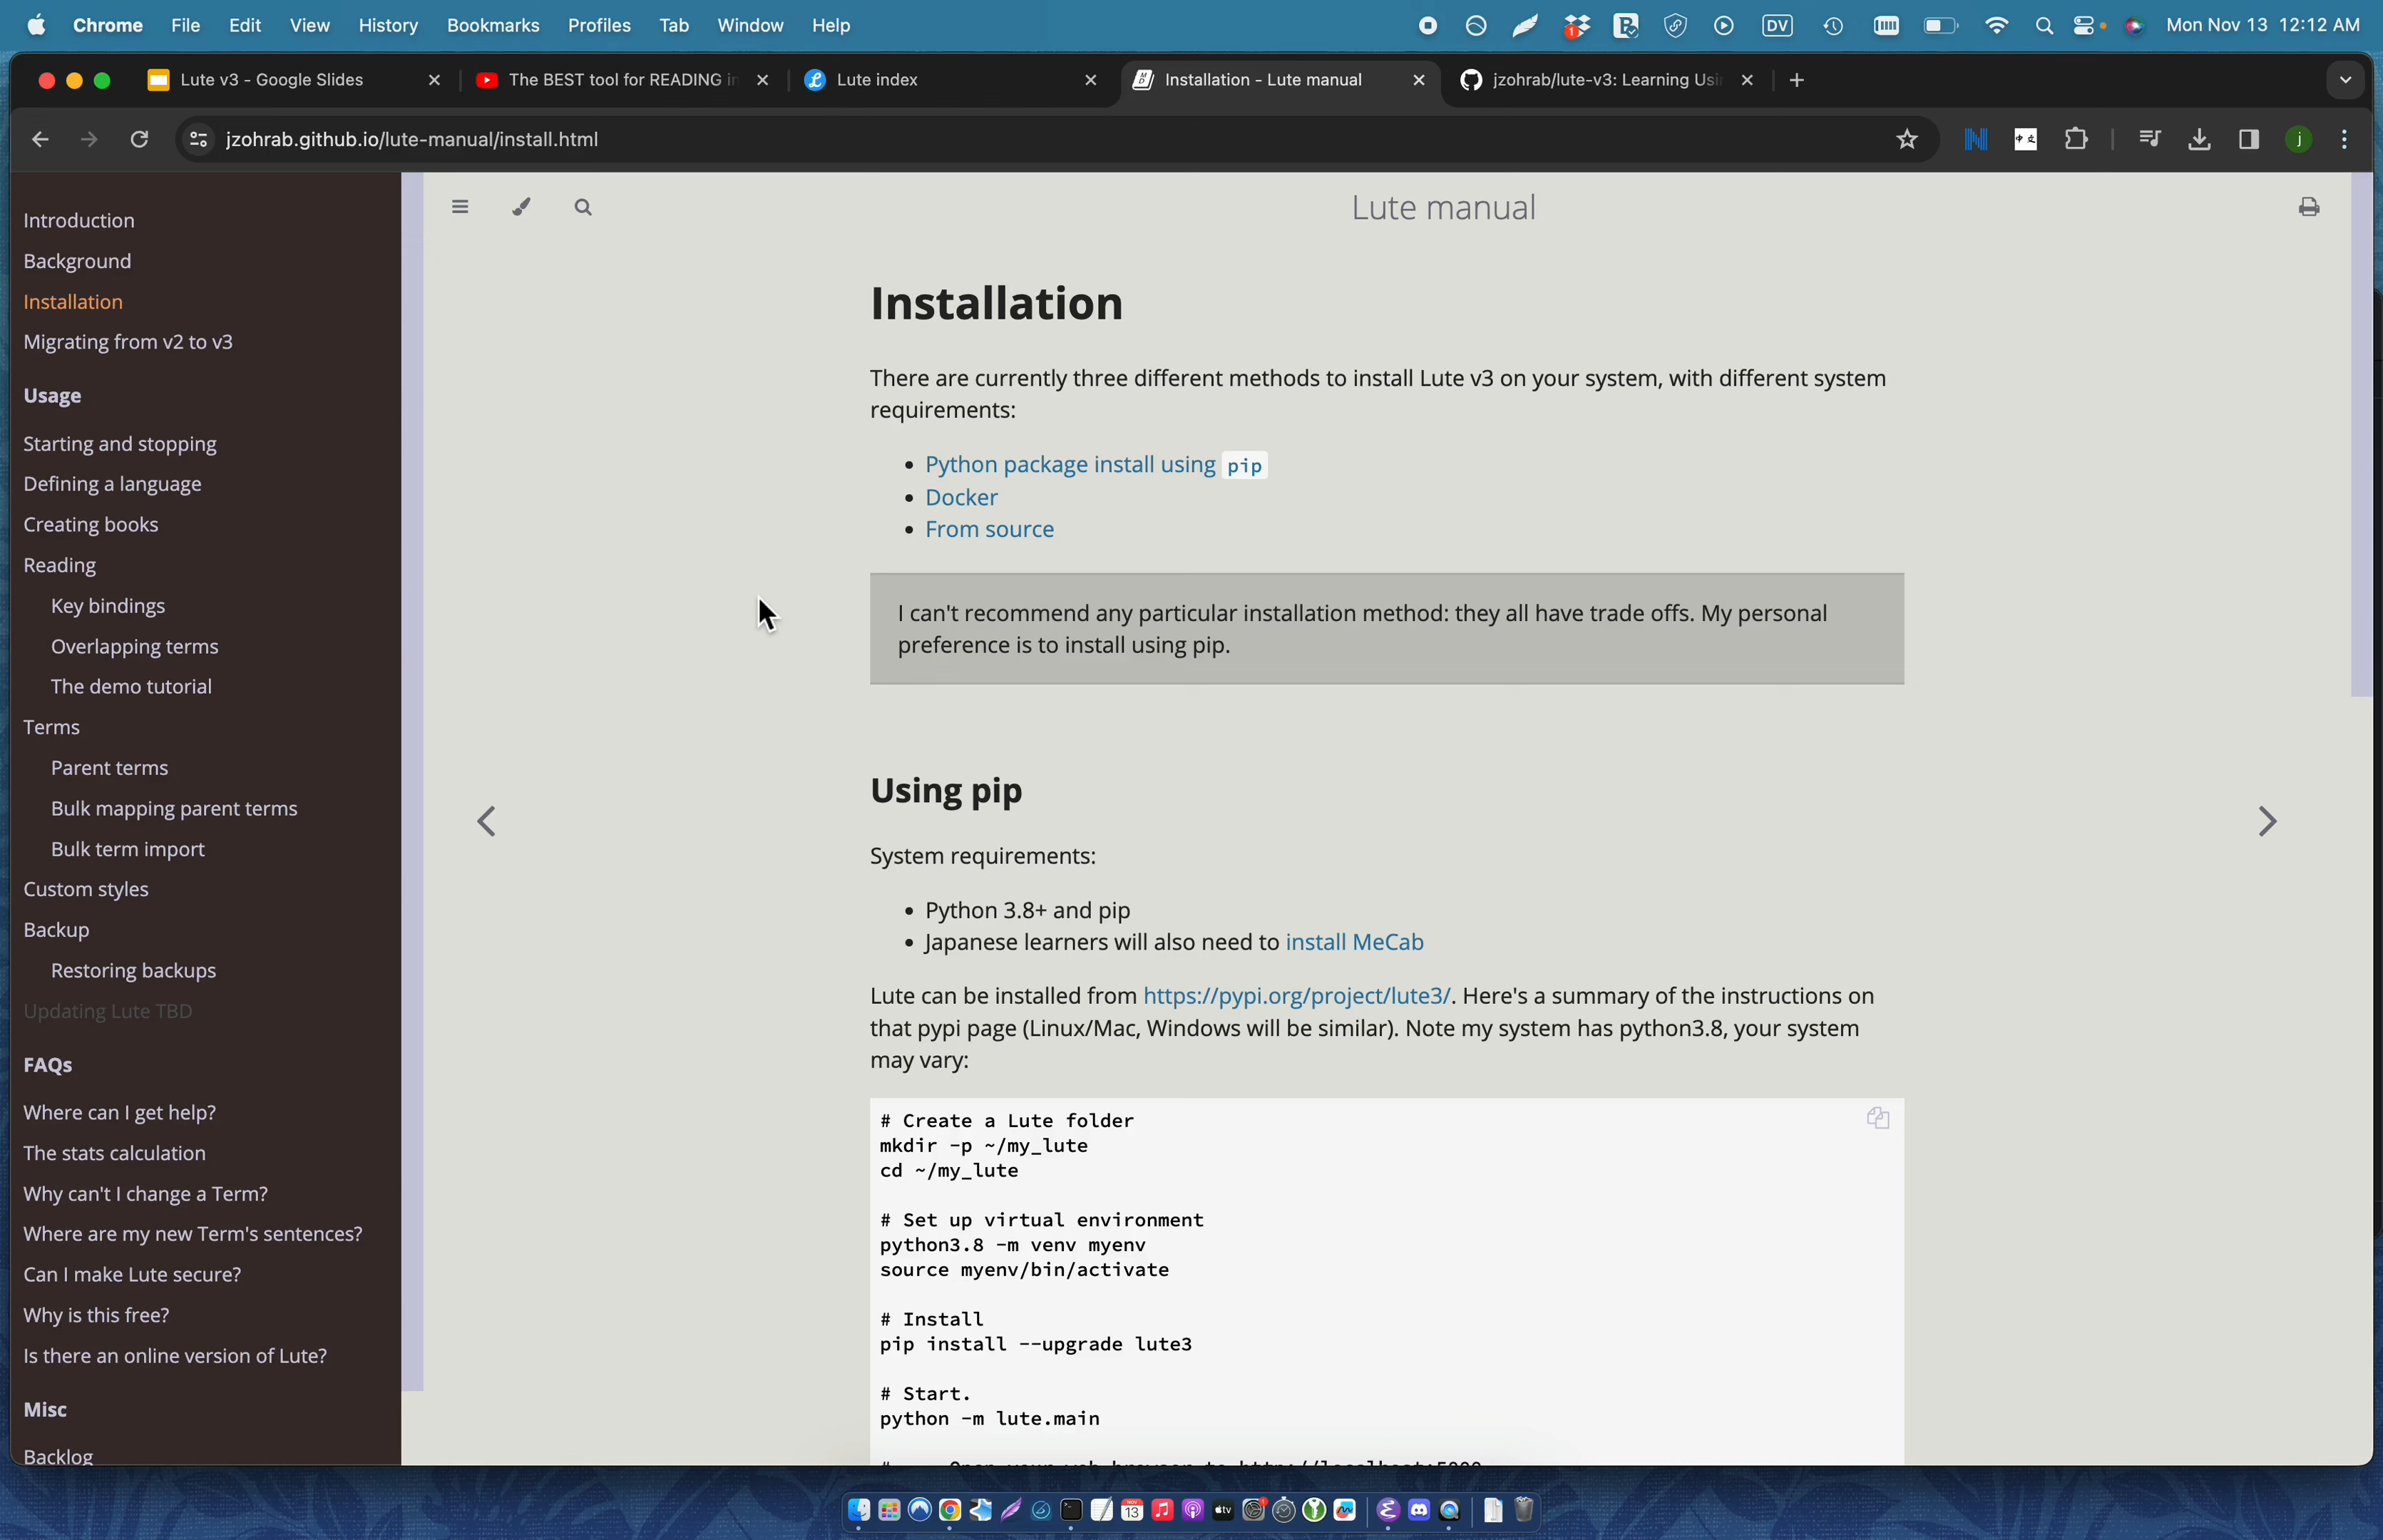 Chrome File Edit View History Bookmarks Profiles Tab Window Help
1 DV Mon Nov 13 12:12 AM
Lute v3 - Google Slides
The BEST tool for READING in
Lute index
Installation - Lute manual
jzohrab/lute-v3: Learning Usin
jzohrab.github.io/lute-manual/install.html
j
Introduction
Background
Installation
Migrating from v2 to v3
Usage
Starting and stopping
Defining a language
Creating books
Reading
Key bindings
Overlapping terms
The demo tutorial
Terms
Parent terms
Bulk mapping parent terms
Bulk term import
Custom styles
Backup
Restoring backups
Updating Lute TBD
FAQs
Where can I get help?
The stats calculation
Why can't I change a Term?
Where are my new Term's sentences?
Can I make Lute secure?
Why is this free?
Is there an online version of Lute?
Misc
Backlog
Lute manual
Installation
There are currently three different methods to install Lute v3 on your system, with different system
requirements:
• Python package install using pip
• Docker
• From source
I can't recommend any particular installation method: they all have trade offs. My personal
preference is to install using pip.
Using pip
System requirements:
• Python 3.8+ and pip
• Japanese learners will also need to install MeCab
Lute can be installed from https://pypi.org/project/lute3/. Here's a summary of the instructions on
that pypi page (Linux/Mac, Windows will be similar). Note my system has python3.8, your system
may vary:
# Create a Lute folder
mkdir -p ~/my_lute
cd ~/my_lute
# Set up virtual environment
python3.8 -m venv myenv
source myenv/bin/activate
# Install
pip install --upgrade lute3
# Start.
python -m lute.main